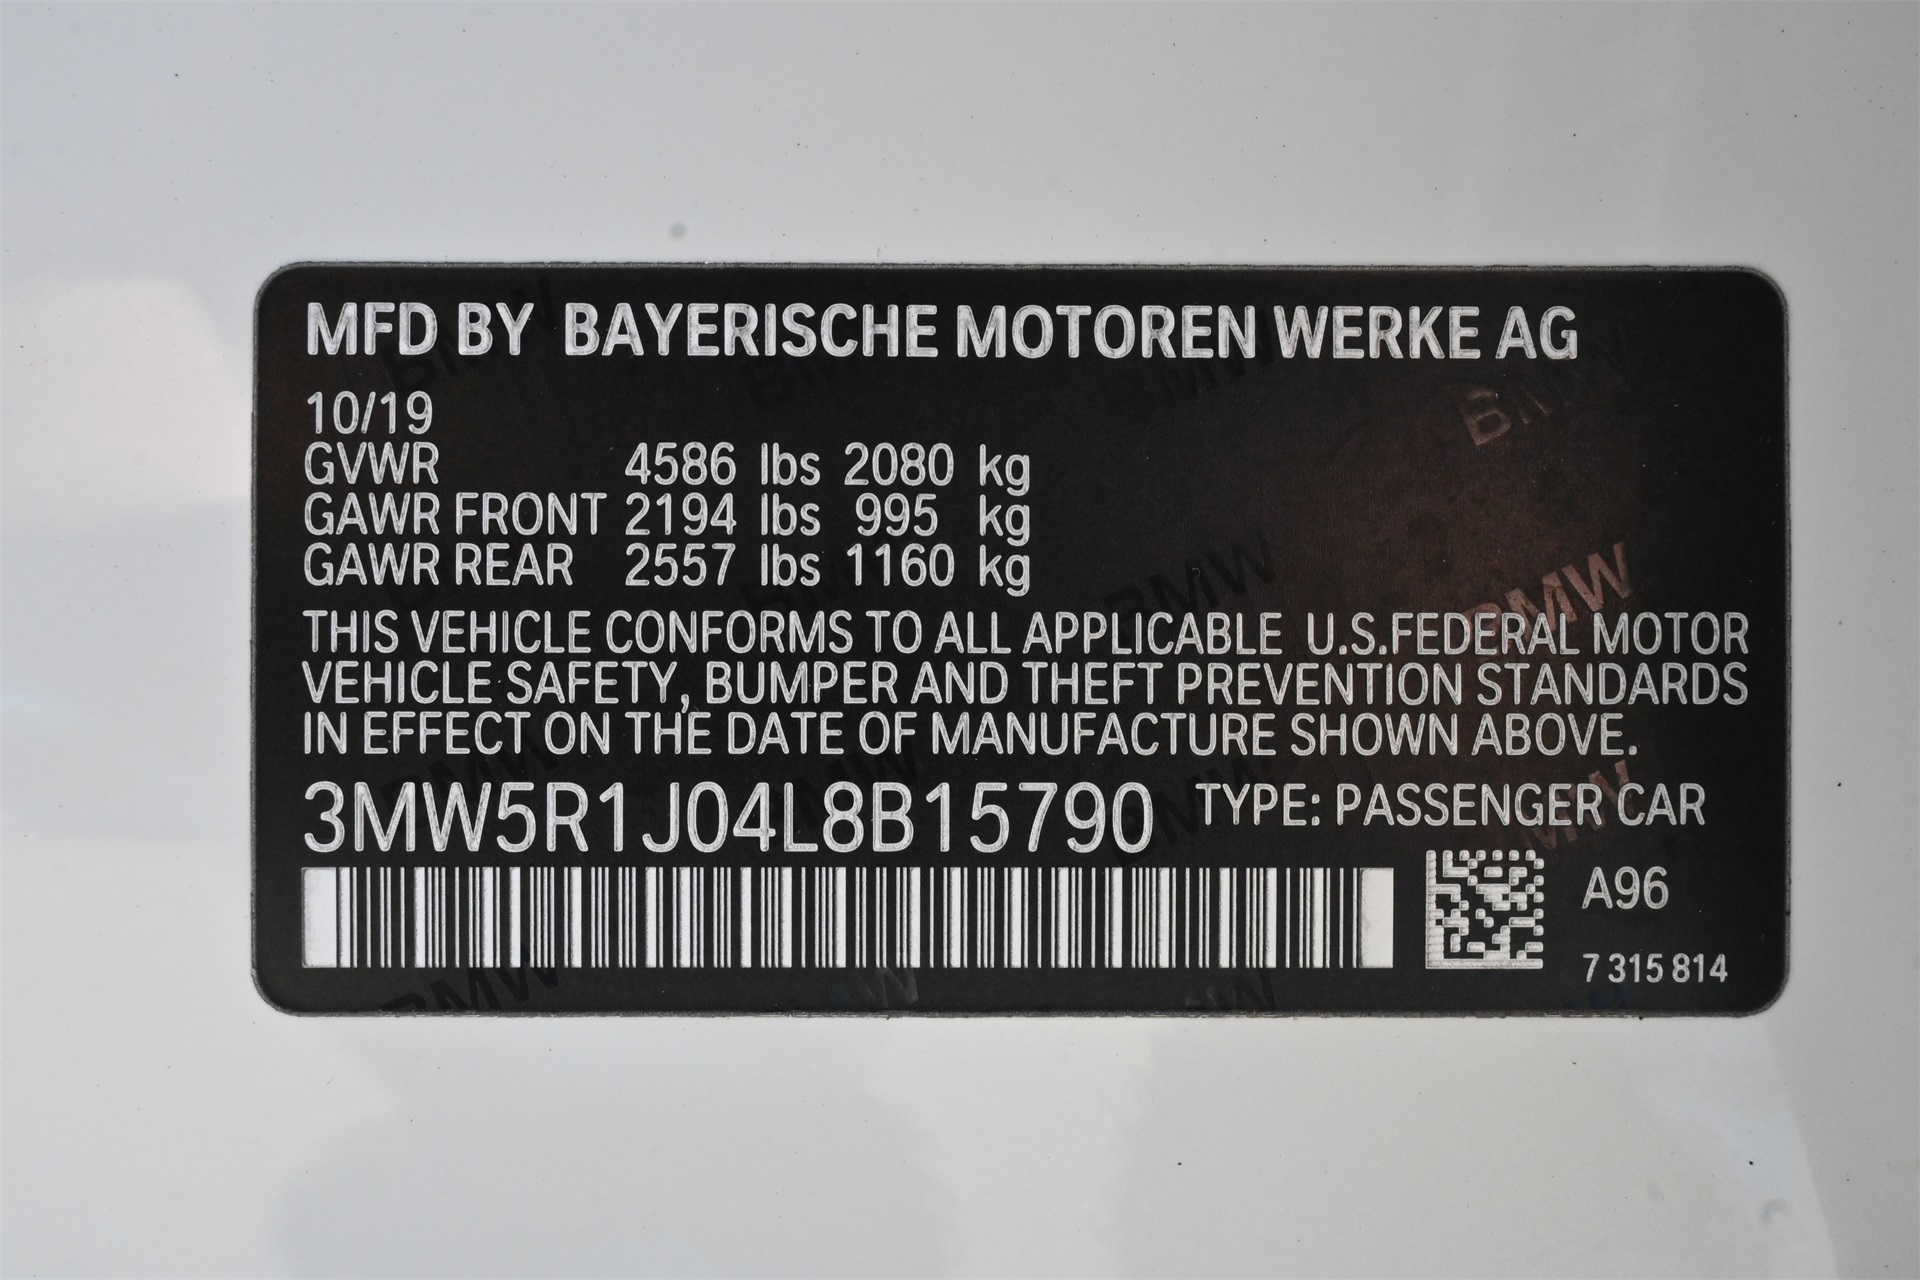 MFD BY BAYERISCHE MOTOREN WERKE AG
10/19
GVWR 4586 lbs 2080 kg
GAWR FRONT 2194 lbs 995 kg
GAWR REAR 2557 lbs 1160 kg
THIS VEHICLE CONFORMS TO ALL APPLICABLE U.S.FEDERAL MOTOR
VEHICLE SAFETY, BUMPER AND THEFT PREVENTION STANDARDS
IN EFFECT ON THE DATE OF MANUFACTURE SHOWN ABOVE.
3MW5R1J04L8B15790 TYPE: PASSENGER CAR
A96
7 315 814